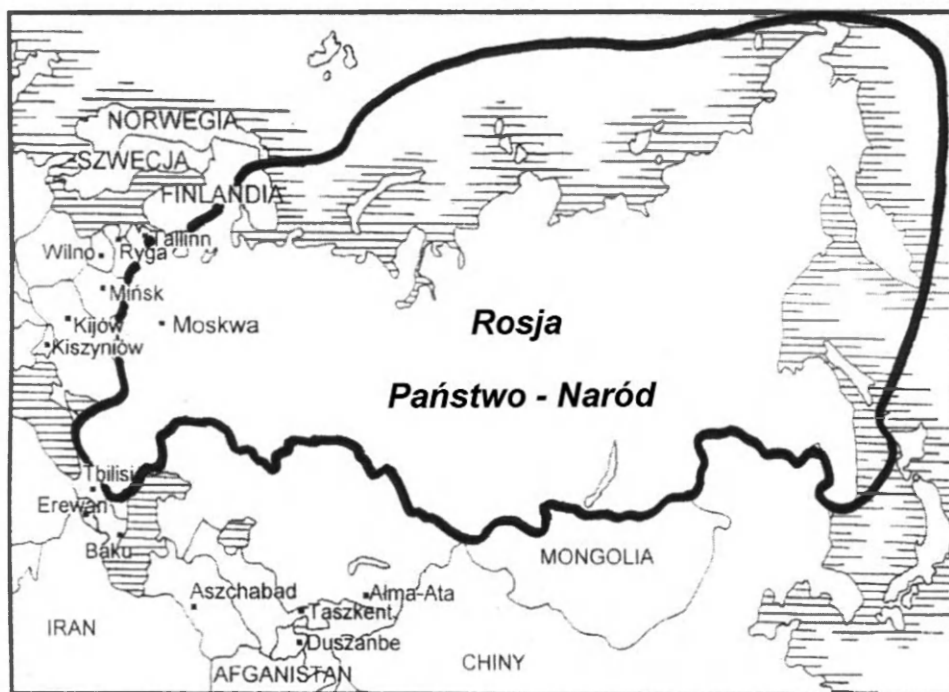 NORWEGIA
SZWECJA
FINLANDIA
Tallinn
Wilno
Ryga
Mińsk
Kijów
Moskwa
Kiszyniów
Rosja
Państwo - Naród
Tbilisi
Erewan
Baku
MONGOLIA
Aszchabad
Ałma-Ata
Taszkent
IRAN
Duszanbe
AFGANISTAN
CHINY